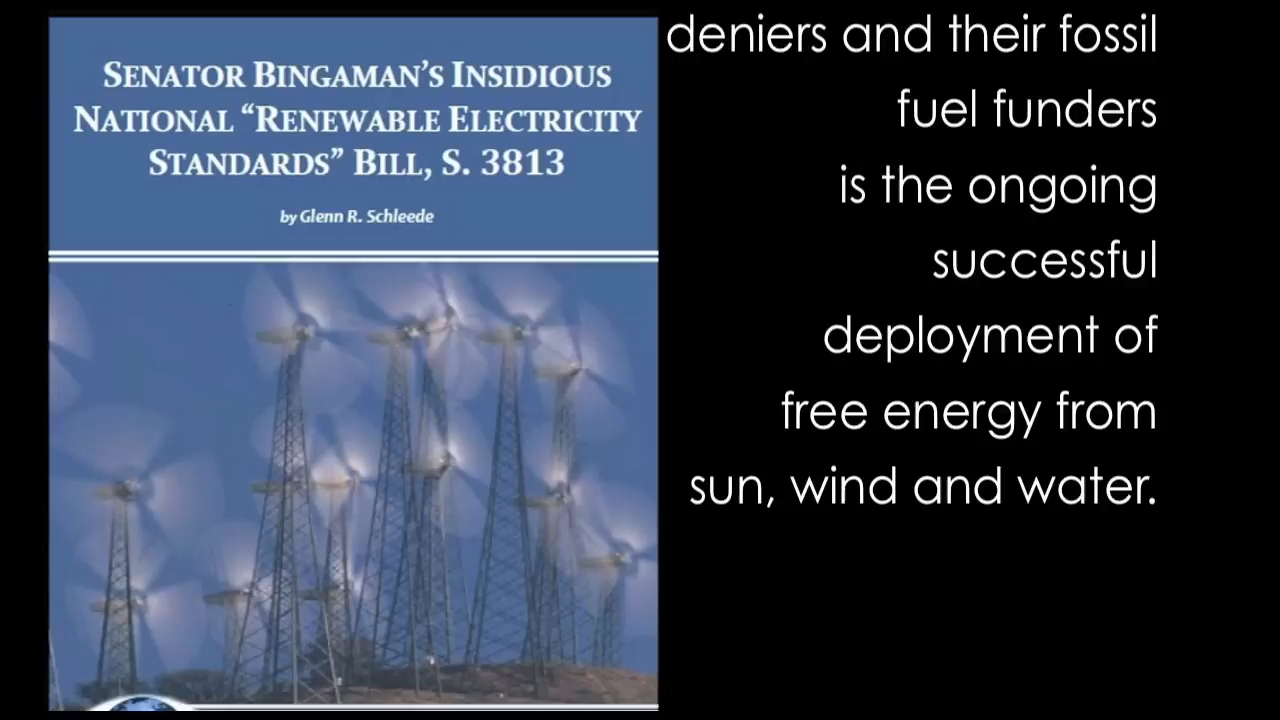 SENATOR BINGAMAN'S INSIDIOUS
NATIONAL “RENEWABLE ELECTRICITY
STANDARDS” BILL, S. 3813
by Glenn R. Schleede
deniers and their fossil
fuel funders
is the ongoing
successful
deployment of
free energy from
sun, wind and water.